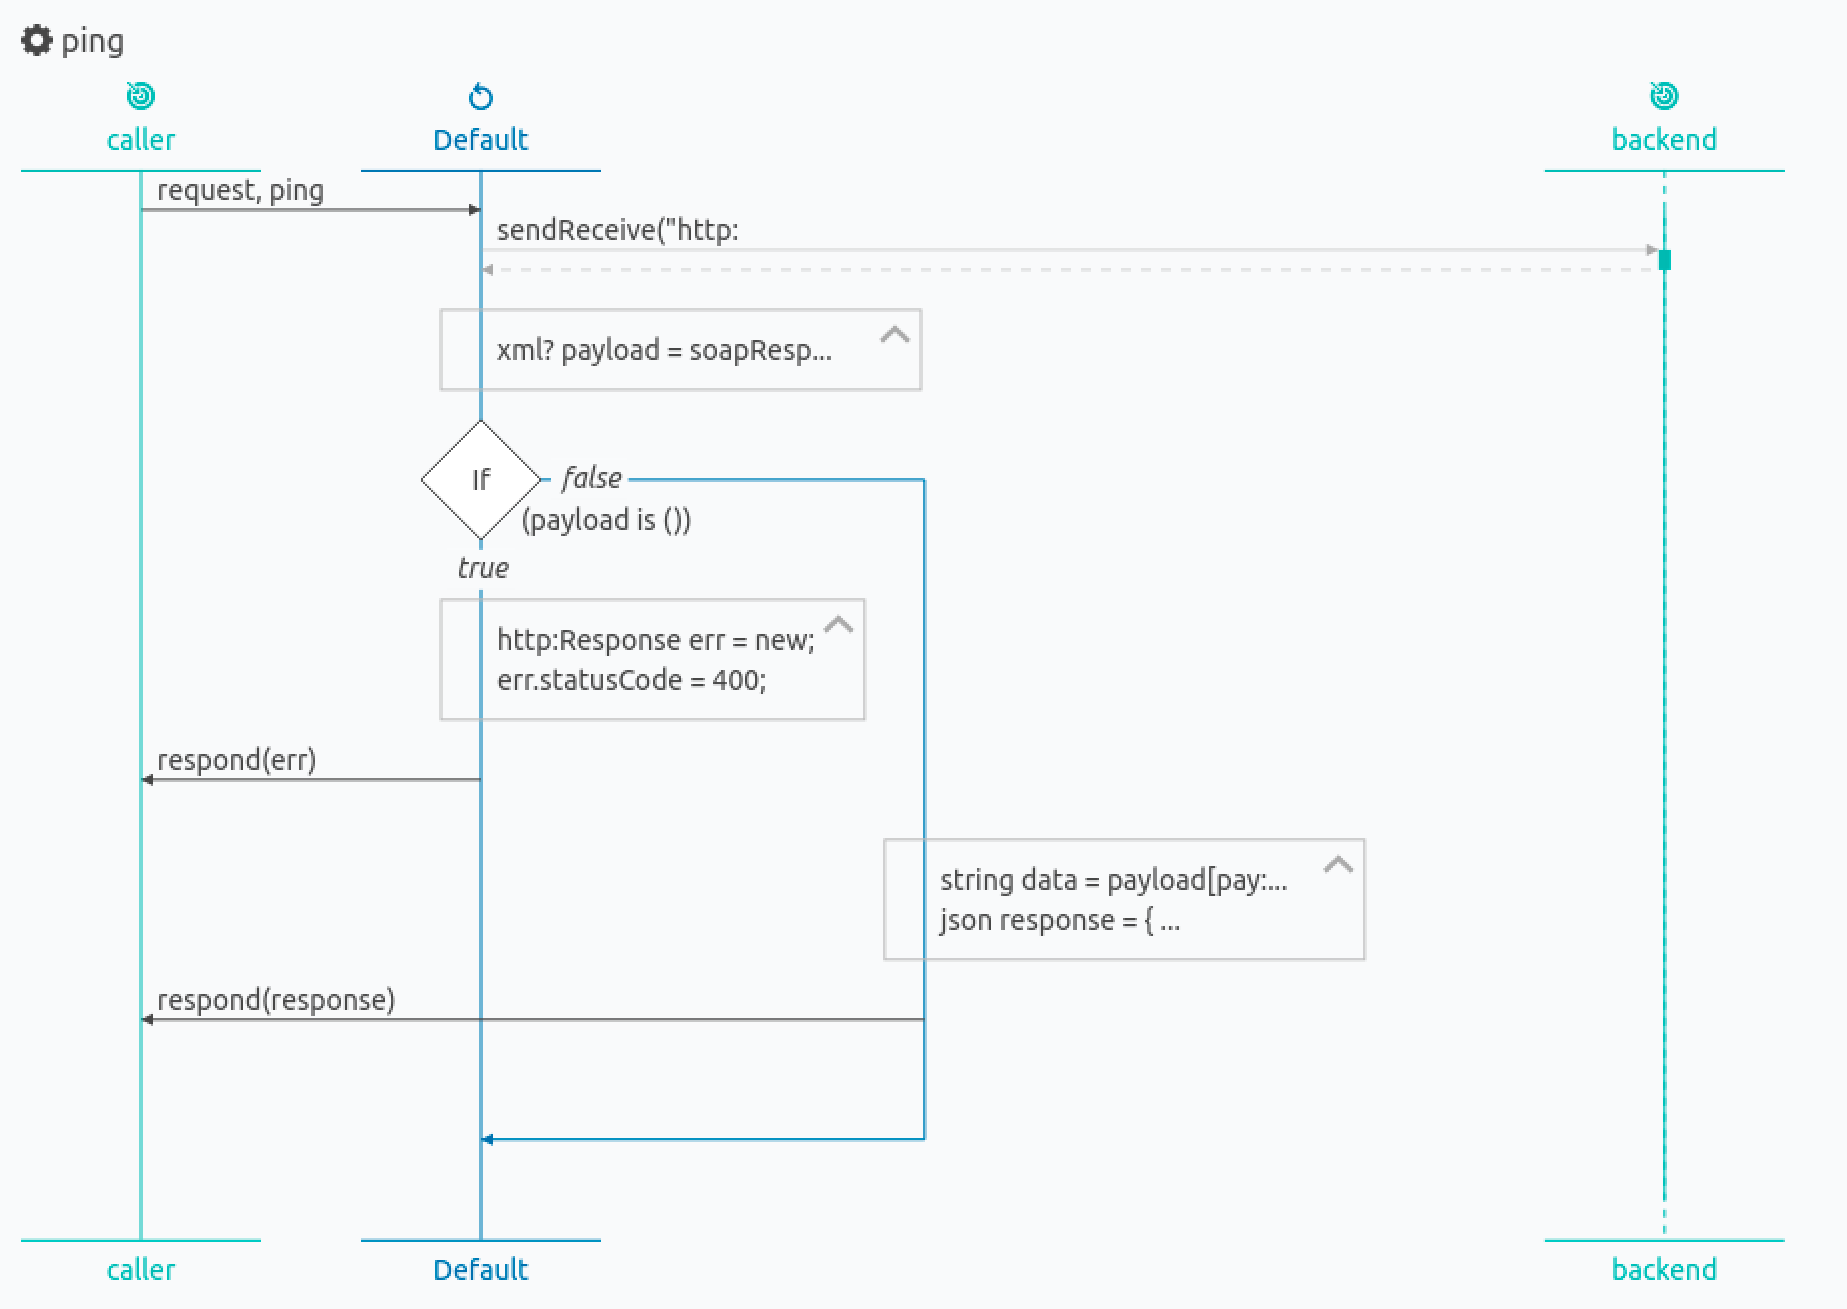 ping
caller
Default
backend
request, ping
sendReceive("http:
xml? payload = soapResp...
If
false
(payload is ())
true
http:Response err = new;
err.statusCode = 400;
respond(err)
string data = payload[pay:...
json response = { ...
respond(response)
caller
Default
backend